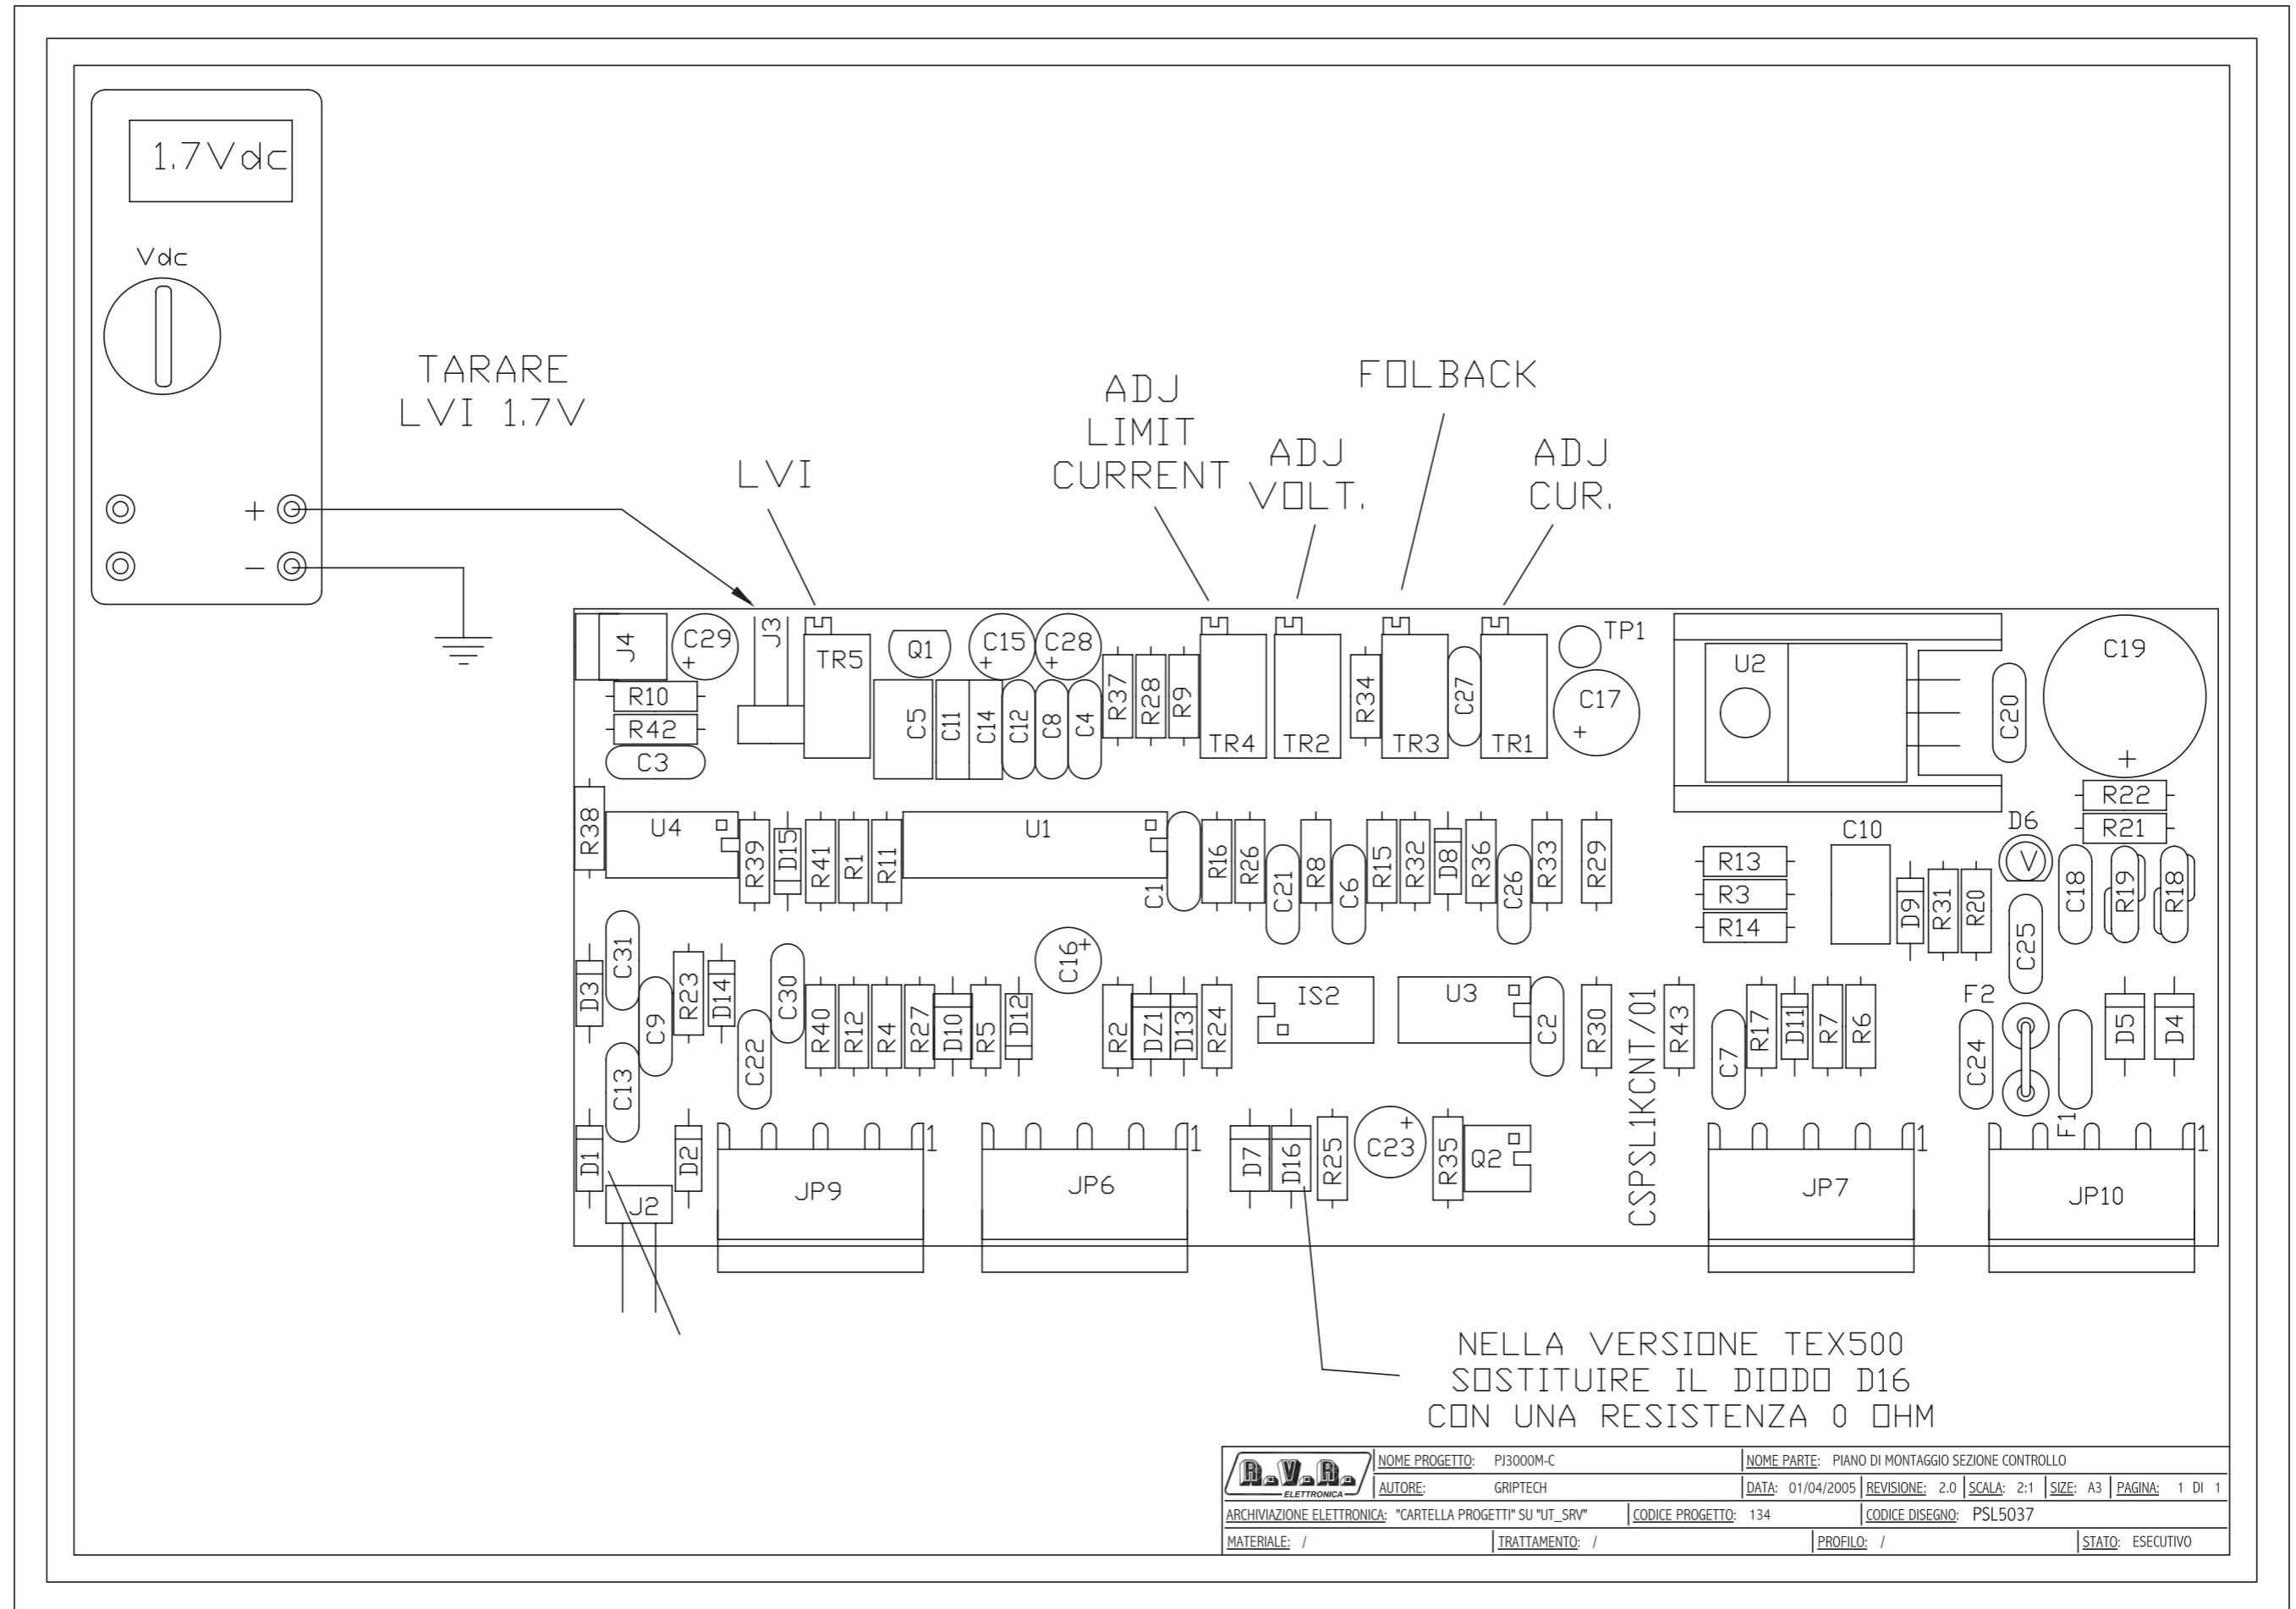 1.7Vdc
Vdc
+
−
TARARE
LVI 1.7V
LVI
ADJ
LIMIT
CURRENT
ADJ
VOLT.
FOLBACK
ADJ
CUR.
J4
C29
+
J3
TR5
Q1
C15
+
C28
+
TP1
U2
C19
+
R10
R42
C3
C5
C11
C14
C12
C8
C4
R37
R28
R9
TR4
TR2
R34
TR3
C27
TR1
C17
+
C20
R22
R21
R38
U4
R39
D15
R41
R1
R11
U1
C1
R16
R26
C21
R8
C6
R15
R32
D8
R36
C26
R33
R29
R13
R3
R14
C10
D9
R31
R20
D6
V
C25
C18
R19
R18
D3
C31
C9
C13
R23
D14
C22
C30
R40
R12
R4
R27
D10
R5
D12
C16
+
R2
DZ1
D13
R24
IS2
U3
C2
R30
CSPSL1KCNT/01
R43
C7
R17
D11
R7
R6
F2
C24
F1
D5
D4
D1
J2
D2
JP9
1
JP6
1
D7
D16
R25
C23
+
R35
Q2
JP7
1
JP10
1
NELLA VERSIONE TEX500
SOSTITUIRE IL DIODO D16
CON UNA RESISTENZA 0 OHM
R.V.R.
ELETTRONICA
NOME PROGETTO: PJ3000M-C
NOME PARTE: PIANO DI MONTAGGIO SEZIONE CONTROLLO
AUTORE: GRIPTECH
DATA: 01/04/2005 REVISIONE: 2.0 SCALA: 2:1 SIZE: A3 PAGINA: 1 DI 1
ARCHIVIAZIONE ELETTRONICA: "CARTELLA PROGETTI" SU "UT_SRV" CODICE PROGETTO: 134 CODICE DISEGNO: PSL5037
MATERIALE: / TRATTAMENTO: / PROFILO: / STATO: ESECUTIVO